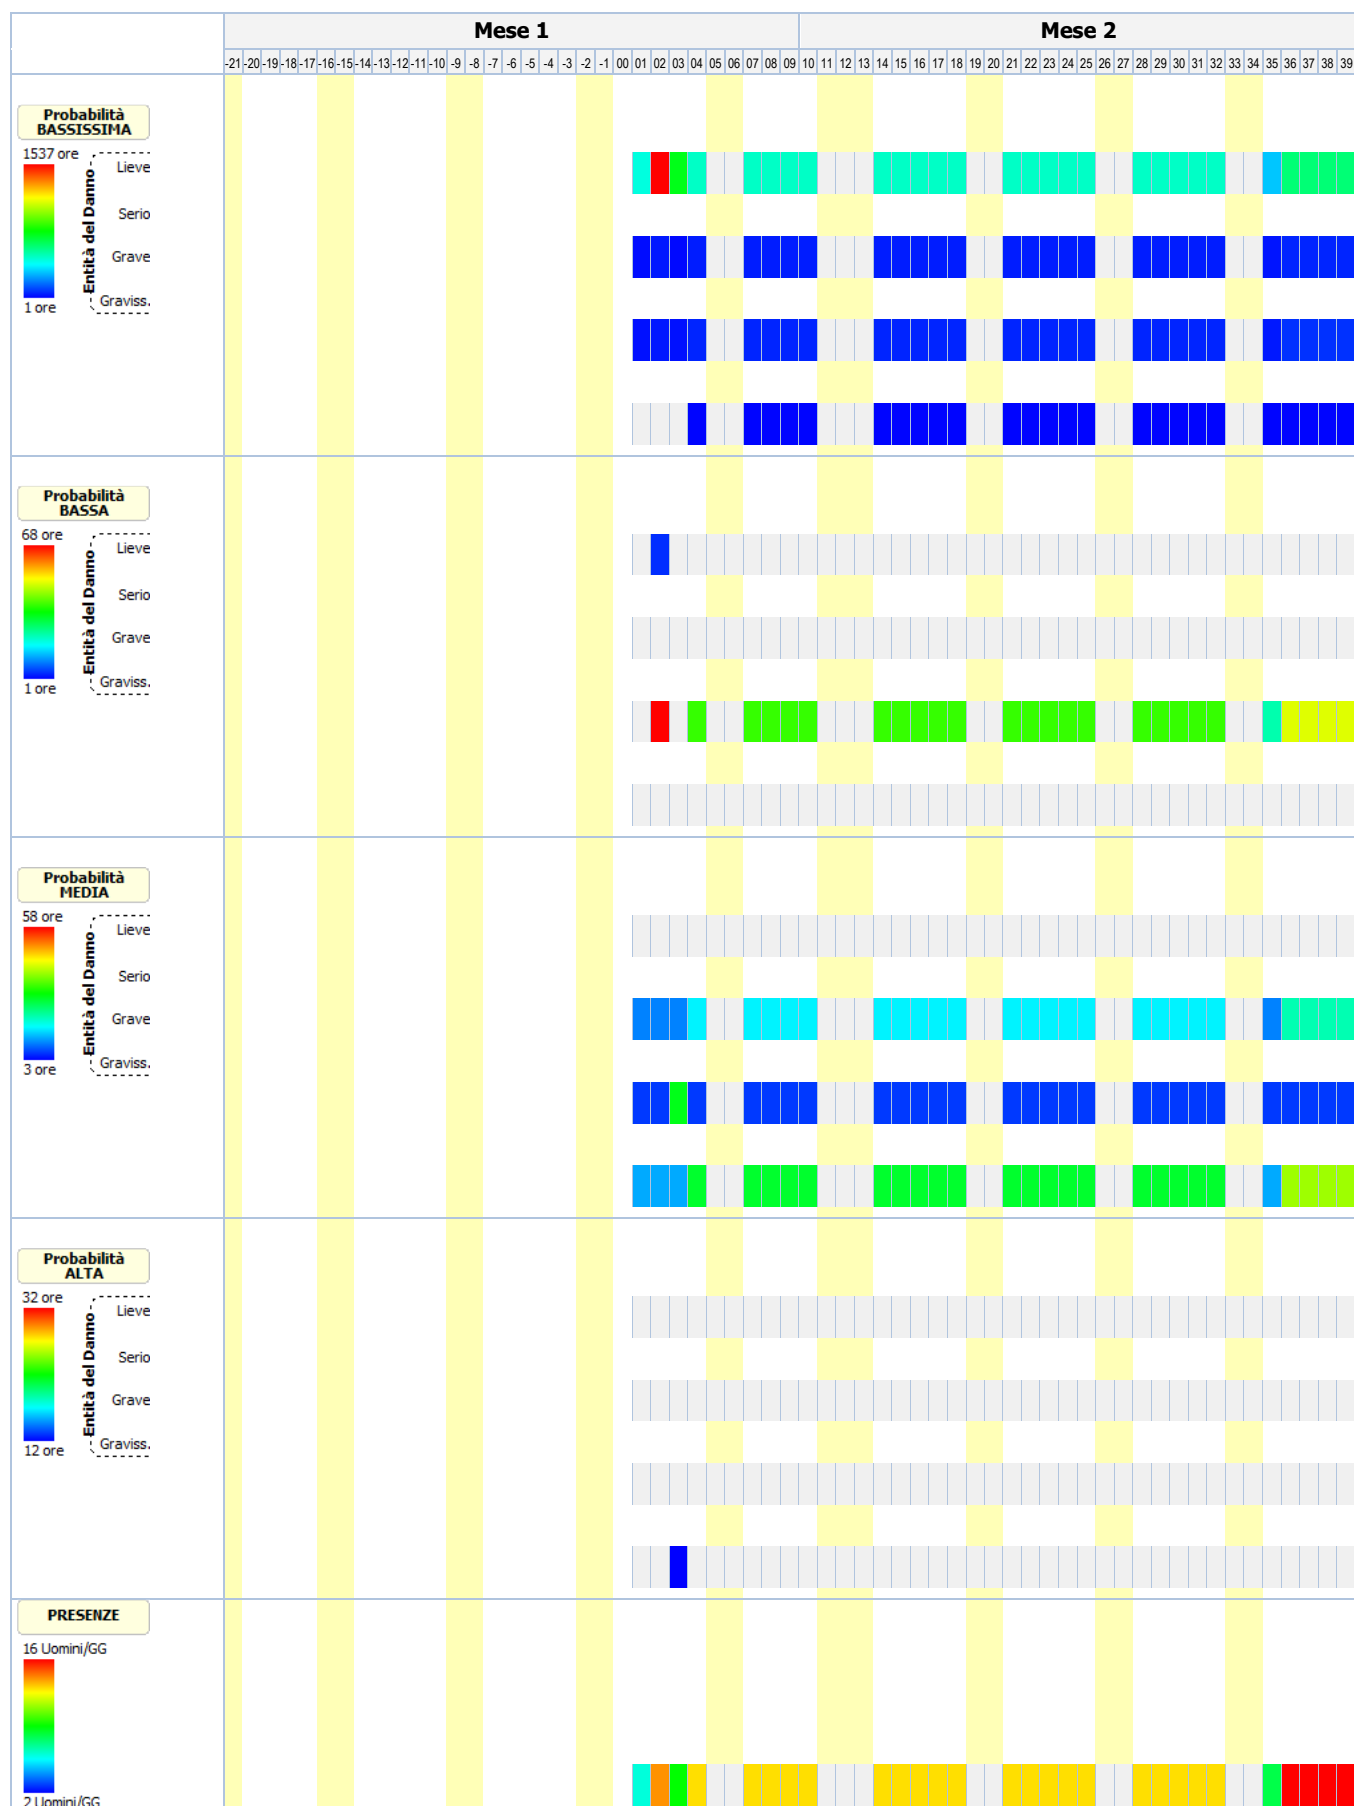 Mese 1 Mese 2
-21 -20 -19 -18 -17 -16 -15 -14 -13 -12 -11 -10 -9 -8 -7 -6 -5 -4 -3 -2 -1 00 01 02 03 04 05 06 07 08 09 10 11 12 13 14 15 16 17 18 19 20 21 22 23 24 25 26 27 28 29 30 31 32 33 34 35 36 37 38 39
Probabilità
BASSISSIMA
1537 ore
Lieve
Serio
Grave
Graviss.
Entità del Danno
1 ore
Probabilità
BASSA
68 ore
Lieve
Serio
Grave
Graviss.
Entità del Danno
1 ore
Probabilità
MEDIA
58 ore
Lieve
Serio
Grave
Graviss.
Entità del Danno
3 ore
Probabilità
ALTA
32 ore
Lieve
Serio
Grave
Graviss.
Entità del Danno
12 ore
PRESENZE
16 Uomini/GG
2 Uomini/GG